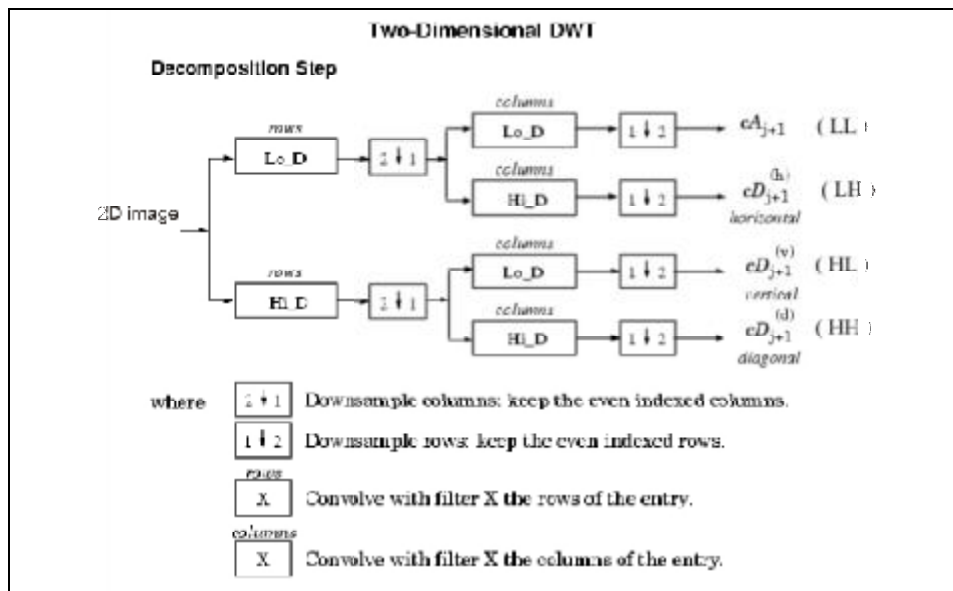 Two-Dimensional DWT
Decomposition Step
columns
rows Lo_D 1 ↓ 2 cA j+1 ( LL )
Lo_D 2 ↓ 1
columns
Hi_D 1 ↓ 2 cD j+1 (h) ( LH )
horizontal
2D image
columns
rows Lo_D 1 ↓ 2 cD j+1 (v) ( HL )
vertical
Hi_D 2 ↓ 1
columns
Hi_D 1 ↓ 2 cD j+1 (d) ( HH )
diagonal
where 2 ↓ 1 Downsample columns: keep the even indexed columns.
1 ↓ 2 Downsample rows: keep the even indexed rows.
rows
X Convolve with filter X the rows of the entry.
columns
X Convolve with filter X the columns of the entry.